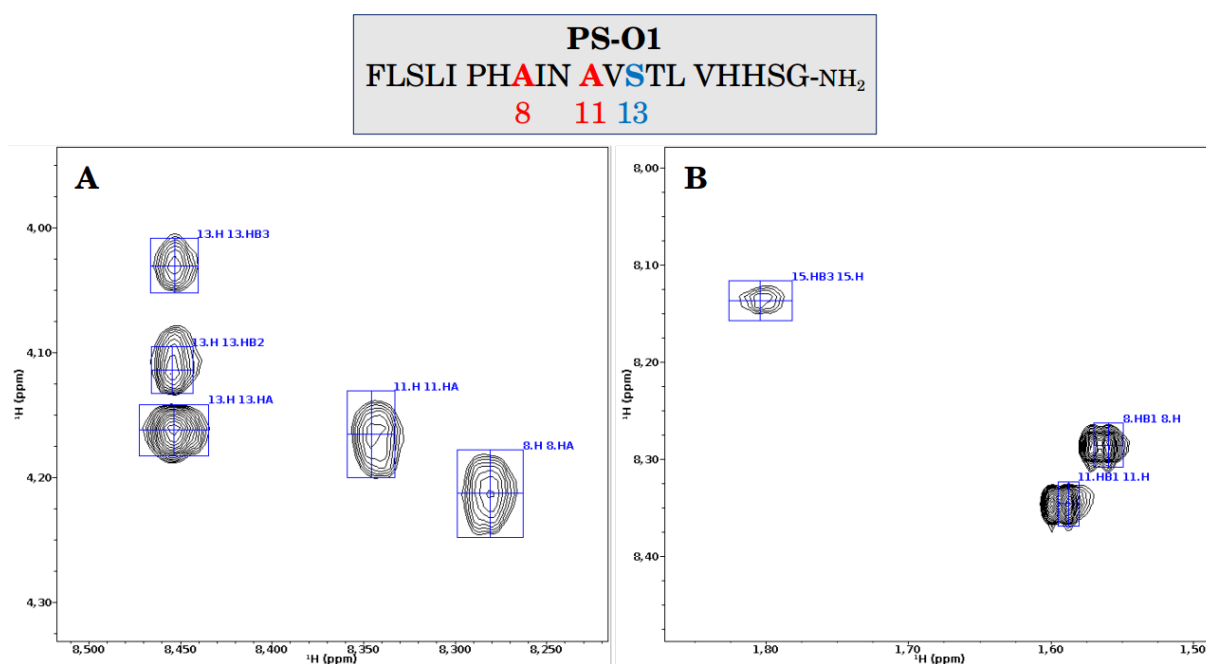 PS-O1
FLSLI PHAIN AVSTL VHHSG-NH₂
8 11 13
A
4,00
4,10
4,20
4,30
¹H (ppm)
13.H 13.HB3
13.H 13.HB2
13.H 13.HA
11.H 11.HA
8.H 8.HA
8,500 8,450 8,400 8,350 8,300 8,250
¹H (ppm)
B
8,00
8,10
8,20
8,30
8,40
¹H (ppm)
15.HB3 15.H
8.HB1 8.H
11.HB1 11.H
1,80 1,70 1,60 1,50
¹H (ppm)